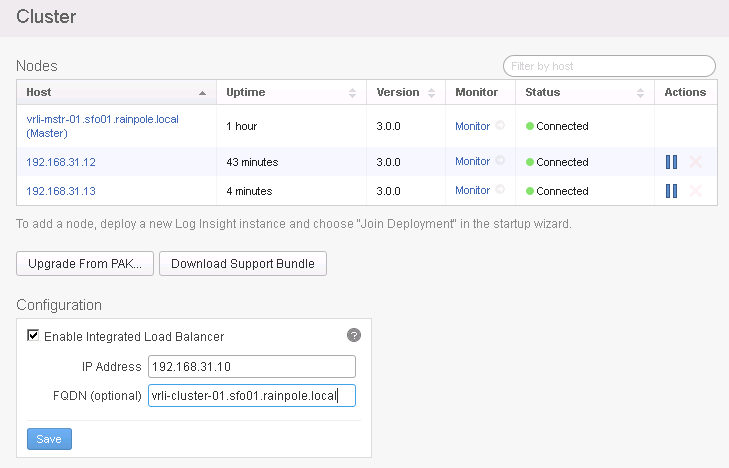 Cluster
Nodes
Filter by host
Host Uptime Version Monitor Status Actions
vrli-mstr-01.sfo01.rainpole.local
(Master) 1 hour 3.0.0 Monitor Connected
192.168.31.12 43 minutes 3.0.0 Monitor Connected
192.168.31.13 4 minutes 3.0.0 Monitor Connected
To add a node, deploy a new Log Insight instance and choose "Join Deployment" in the startup wizard.
Upgrade From PAK... Download Support Bundle
Configuration
Enable Integrated Load Balancer ?
IP Address 192.168.31.10
FQDN (optional) vrli-cluster-01.sfo01.rainpole.local
Save